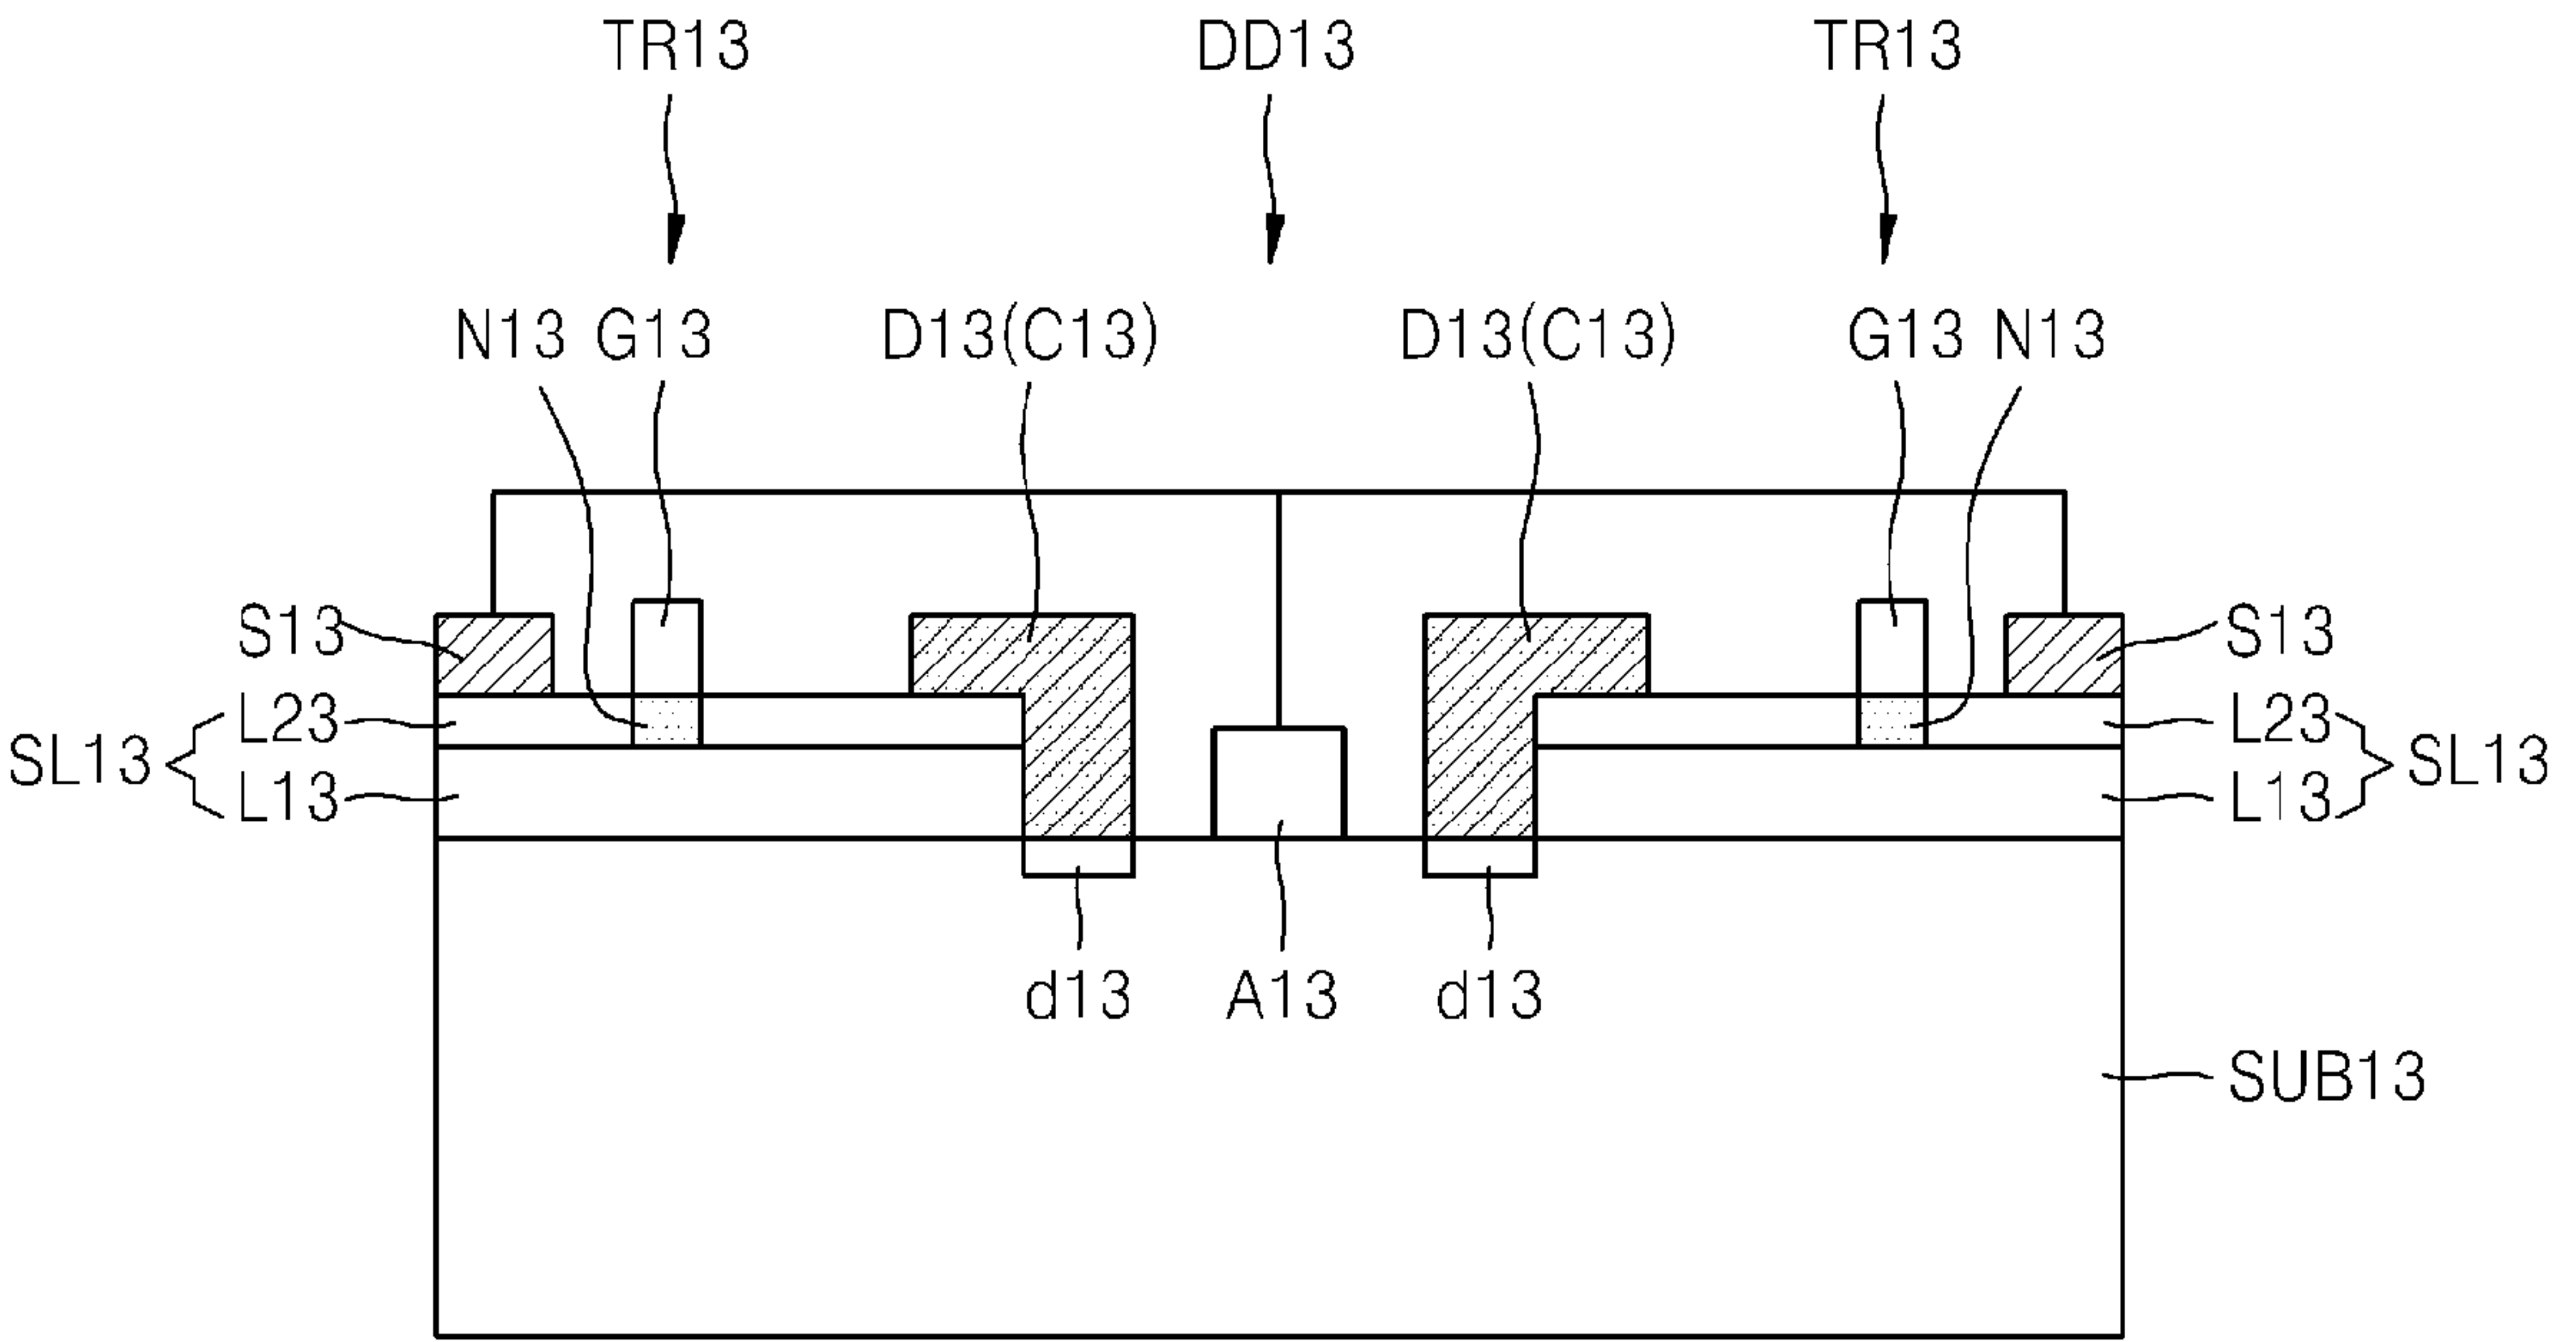 TR13 DD13 TR13
N13 G13 D13(C13) D13(C13) G13 N13
S13 S13
L23 L23
SL13 SL13
L13 L13
d13 A13 d13
SUB13